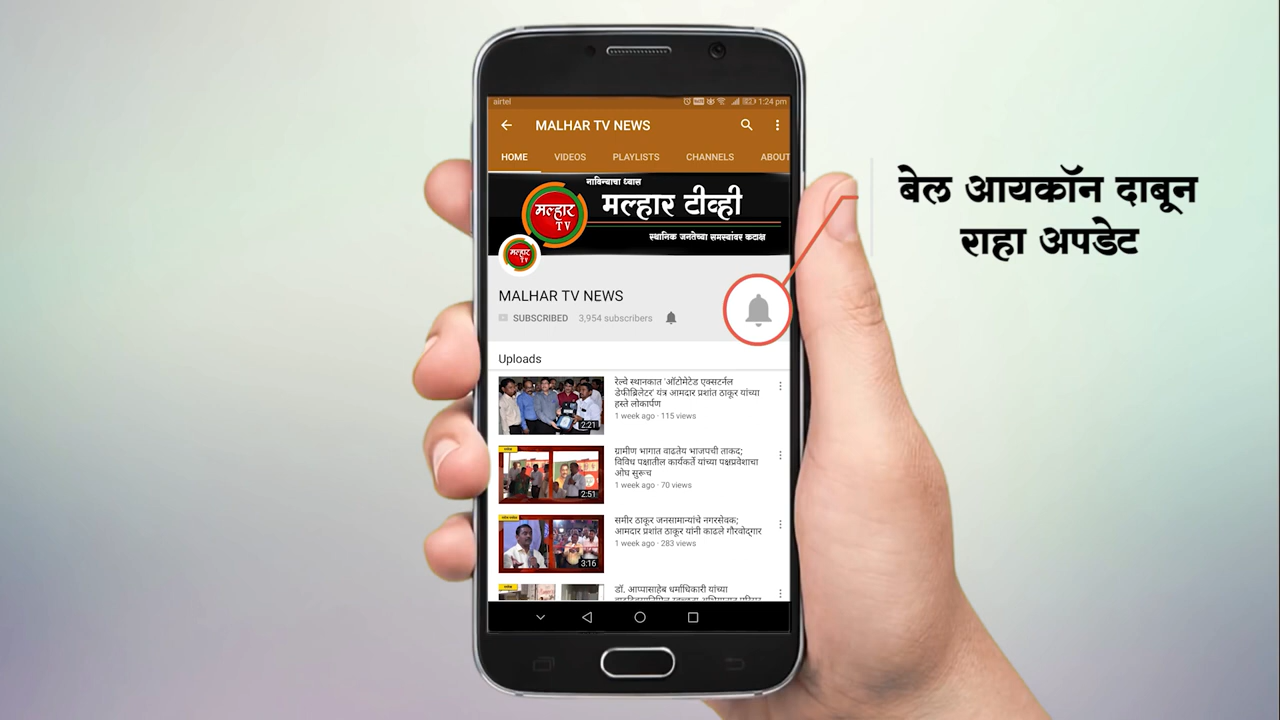 airtel
1:24 pm
MALHAR TV NEWS
HOME VIDEOS PLAYLISTS CHANNELS ABOUT
नाविन्याचा ध्यास
मल्हार टीव्ही
मल्हार
TV
स्थानिक जनतेच्या समस्यांवर कटाक्ष
मल्हार
TV
बेल आयकॉन दाबून
राहा अपडेट
MALHAR TV NEWS
SUBSCRIBED 3,954 subscribers
Uploads
रेल्वे स्थानकात 'ऑटोमेटेड एक्सटर्नल
डेफीब्रिलेटर' यंत्र आमदार प्रशांत ठाकूर यांच्या
हस्ते लोकार्पण
1 week ago · 115 views
2:21
ग्रामीण भागात वाढतेय भाजपची ताकद;
विविध पक्षातील कार्यकर्ते यांच्या पक्षप्रवेशाचा
ओघ सुरूच
1 week ago · 70 views
2:51
समीर ठाकूर जनसामान्यांचे नगरसेवक;
आमदार प्रशांत ठाकूर यांनी काढले गौरवोद्गार
1 week ago · 283 views
3:16
डॉ. आप्पासाहेब धर्माधिकारी यांच्या